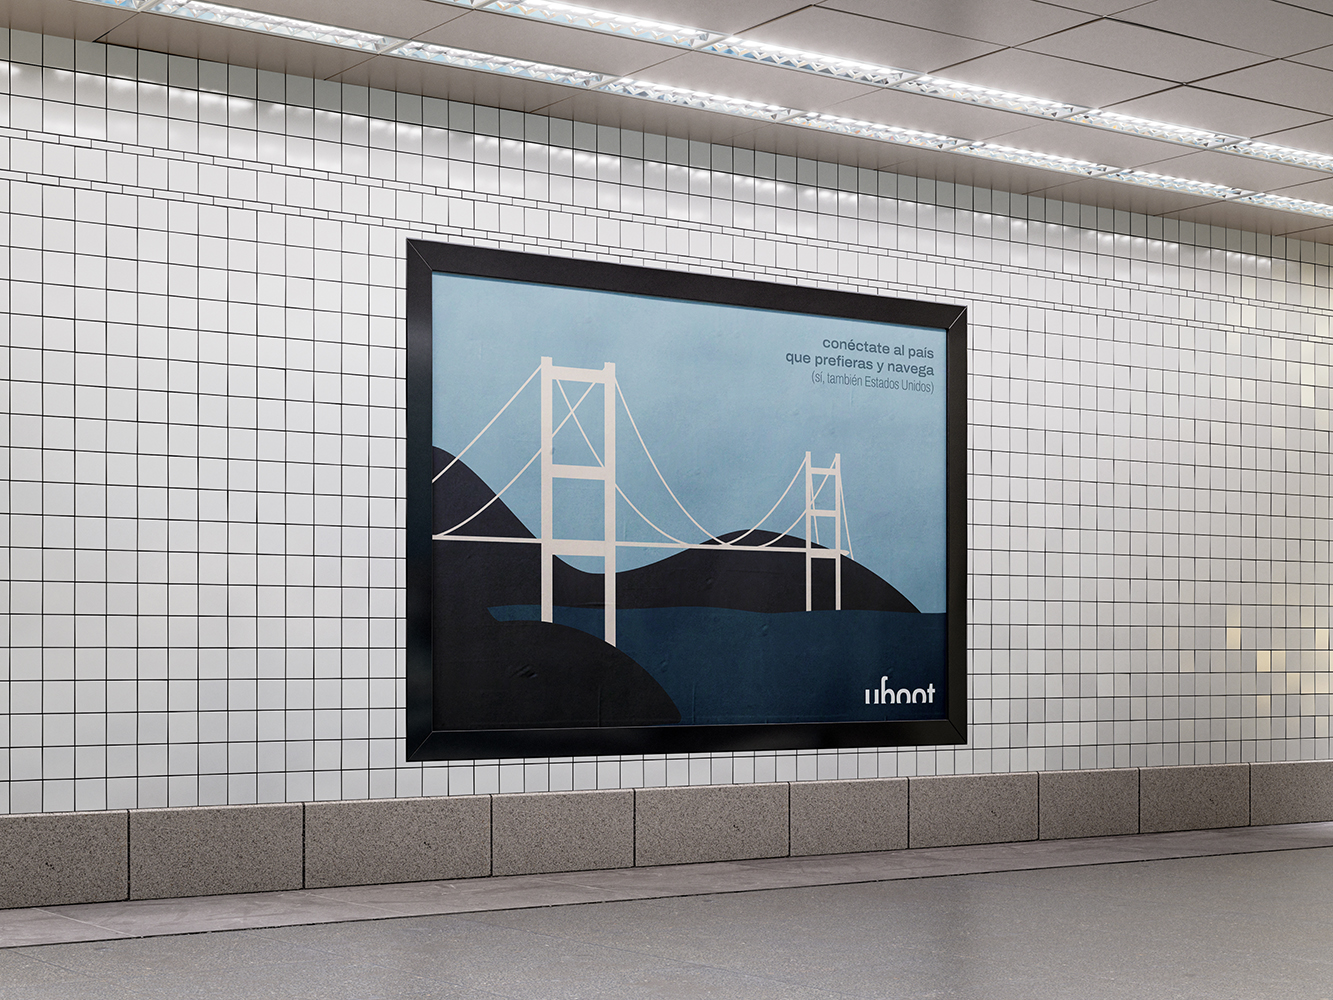 conéctate al país
que prefieras y navega
(sí, también Estados Unidos)
uboot